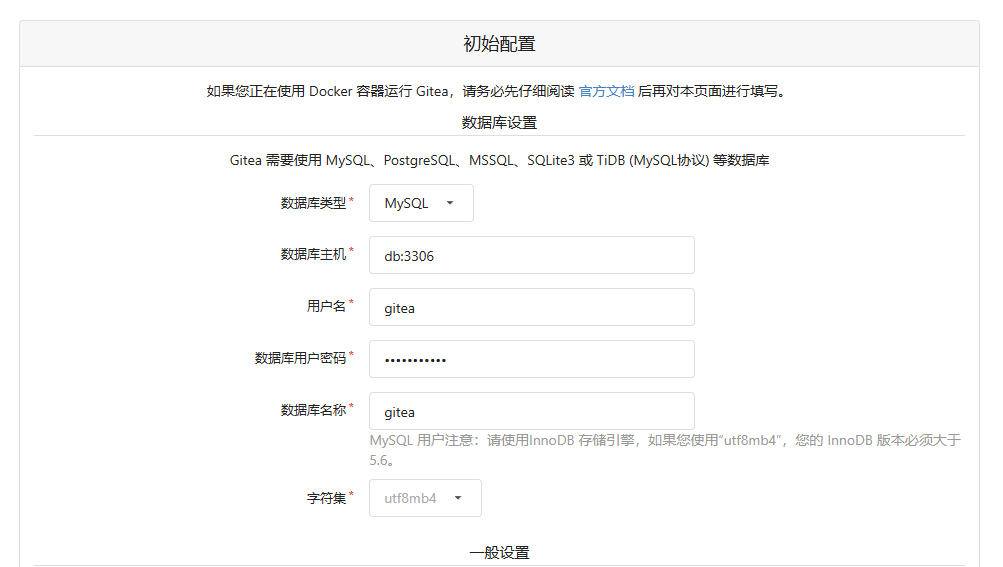 初始配置
如果您正在使用 Docker 容器运行 Gitea，请务必先仔细阅读 官方文档 后再对本页面进行填写。
数据库设置
Gitea 需要使用 MySQL、PostgreSQL、MSSQL、SQLite3 或 TiDB (MySQL协议) 等数据库
数据库类型* MySQL
数据库主机* db:3306
用户名* gitea
数据库用户密码* •••••••••••
数据库名称* gitea
MySQL 用户注意：请使用InnoDB 存储引擎，如果您使用"utf8mb4"，您的 InnoDB 版本必须大于
5.6。
字符集* utf8mb4
一般设置